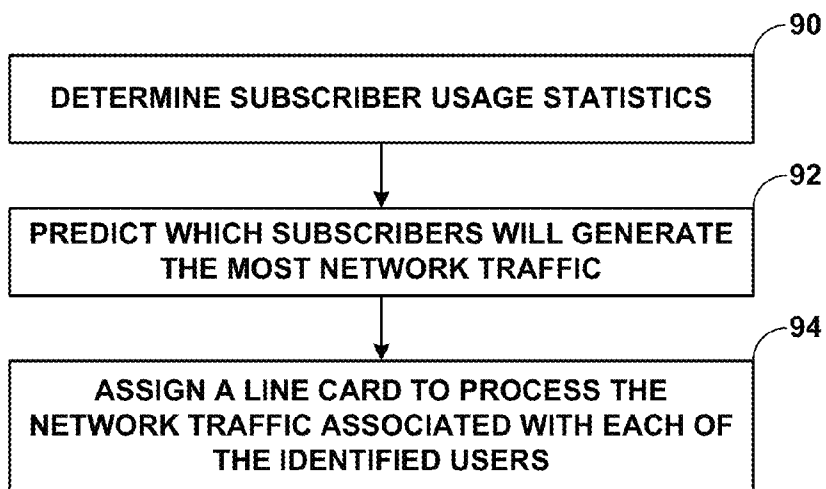 90
DETERMINE SUBSCRIBER USAGE STATISTICS
92
PREDICT WHICH SUBSCRIBERS WILL GENERATE
THE MOST NETWORK TRAFFIC
94
ASSIGN A LINE CARD TO PROCESS THE
NETWORK TRAFFIC ASSOCIATED WITH EACH OF
THE IDENTIFIED USERS